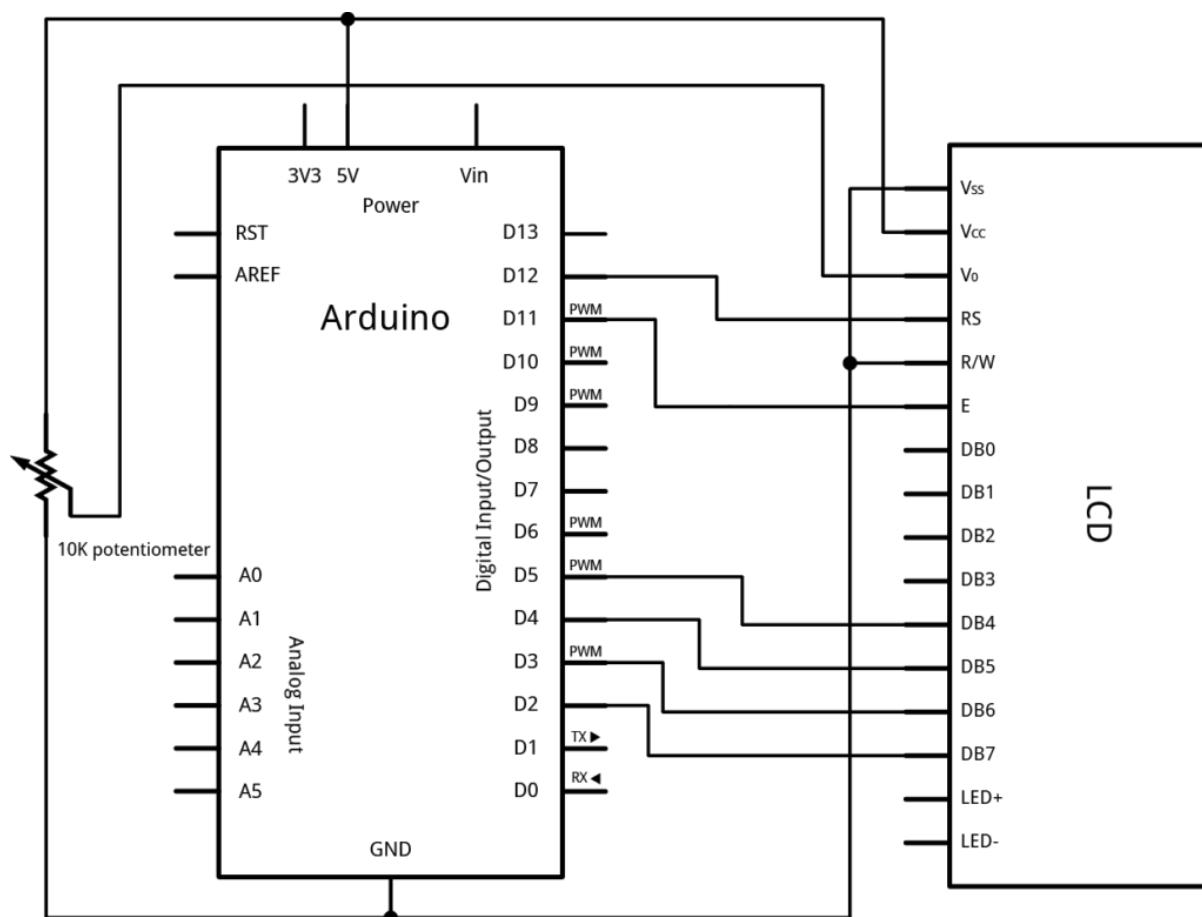 3V3 5V Vin
Power
RST
AREF
Arduino
D13
D12
D11 PWM
D10 PWM
D9 PWM
D8
D7
D6 PWM
D5 PWM
D4
D3 PWM
D2
D1 TX ▶
D0 RX ◀
Digital Input/Output
10K potentiometer
A0
A1
A2
A3
A4
A5
Analog Input
GND
Vss
Vcc
V0
RS
R/W
E
DB0
DB1
DB2
DB3
DB4
DB5
DB6
DB7
LED+
LED-
LCD